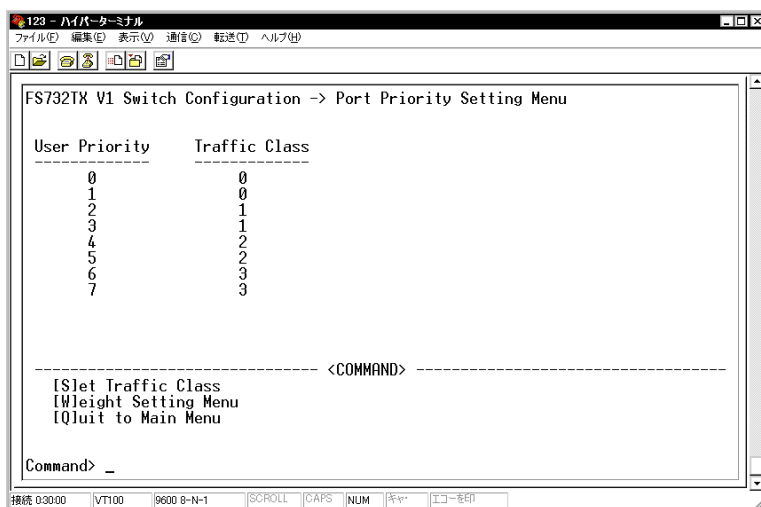 123 - ハイパーターミナル
ファイル(F) 編集(E) 表示(V) 通信(C) 転送(T) ヘルプ(H)
FS732TX V1 Switch Configuration -> Port Priority Setting Menu
User Priority Traffic Class
------------- -------------
0 0
1 0
2 1
3 1
4 2
5 2
6 3
7 3
-------------------------------- <COMMAND> -----------------------------------
[S]et Traffic Class
[W]eight Setting Menu
[Q]uit to Main Menu
Command> _
接続 0:30:00 VT100 9600 8-N-1 SCROLL CAPS NUM キャ エコーを印